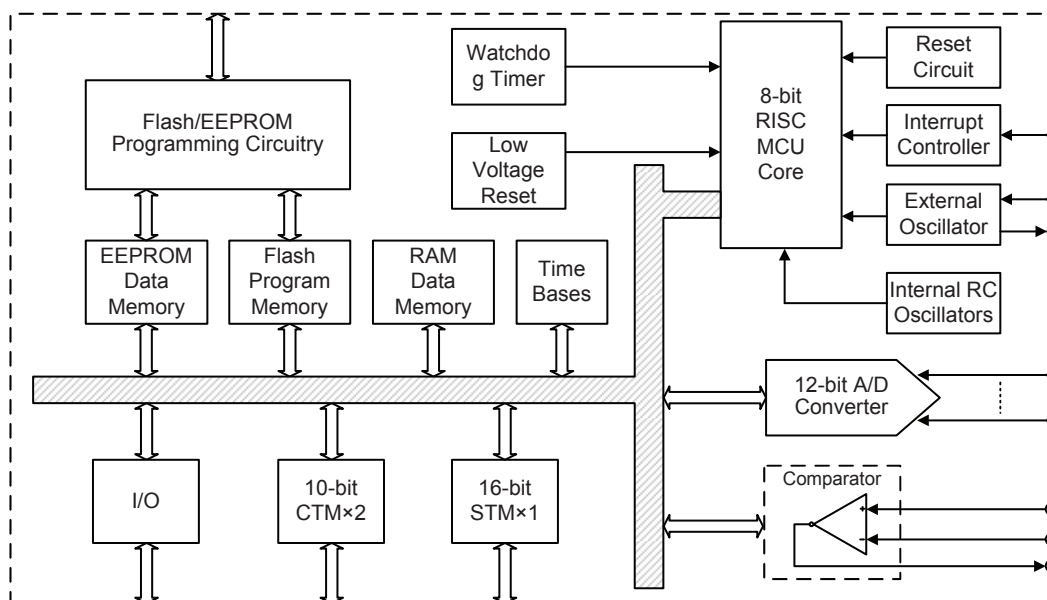 Watchdo
g Timer
Reset
Circuit
8-bit
RISC
MCU
Core
Flash/EEPROM
Programming Circuitry
Low
Voltage
Reset
Interrupt
Controller
External
Oscillator
EEPROM
Data
Memory
Flash
Program
Memory
RAM
Data
Memory
Time
Bases
Internal RC
Oscillators
12-bit A/D
Converter
I/O
10-bit
CTM×2
16-bit
STM×1
Comparator
+
−